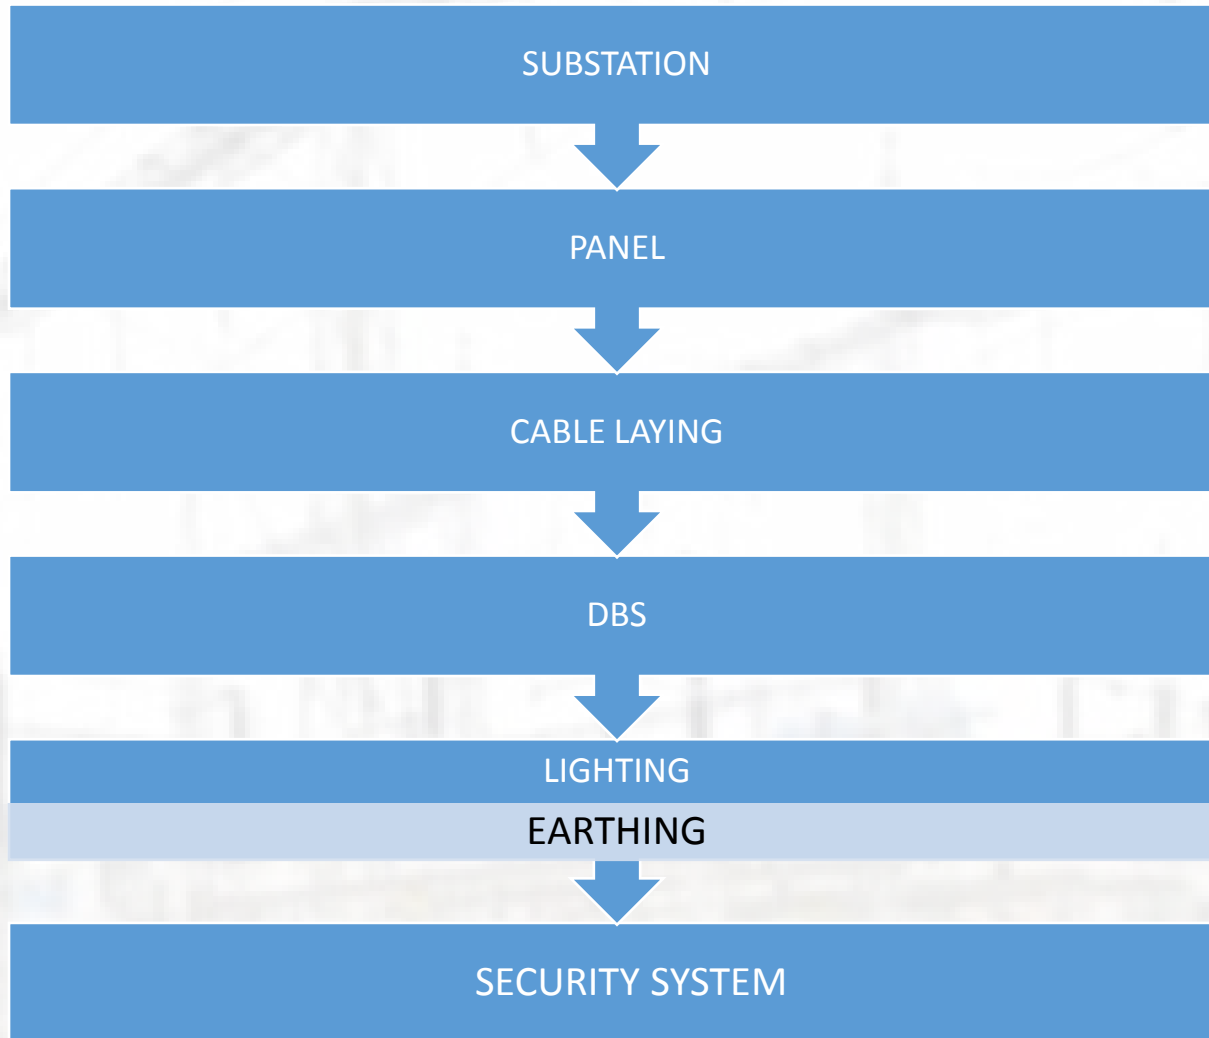 SUBSTATION
PANEL
CABLE LAYING
DBS
LIGHTING
EARTHING
SECURITY SYSTEM